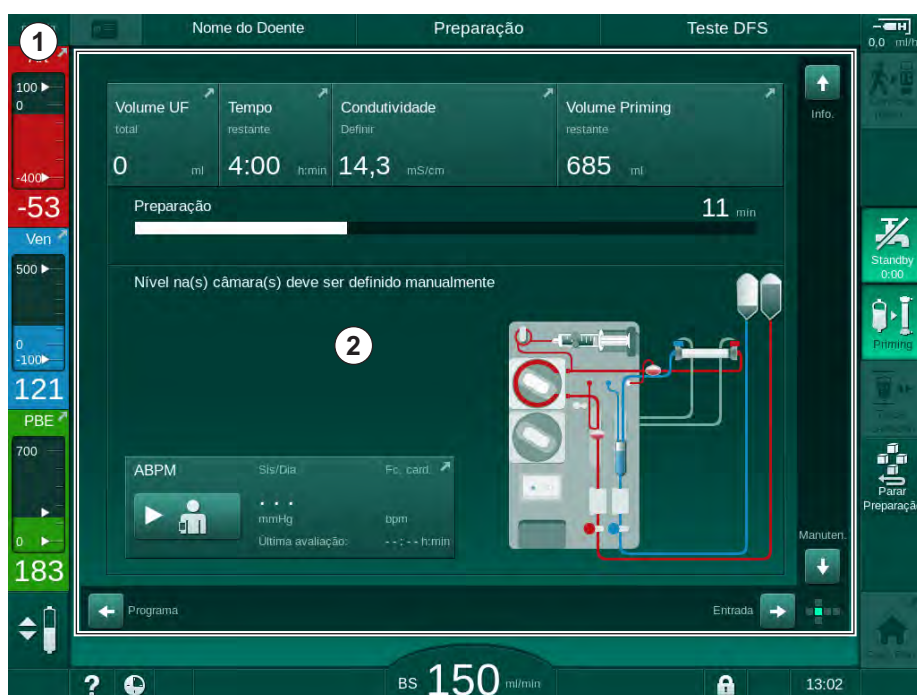 Nome do Doente
Preparação
Teste DFS
1
100
0
-400
-53
Ven
500
0
-100
121
PBE
700
0
183
Volume UF
total
0 ml
Tempo
restante
4:00 h:min
Condutividade
Definir
14,3 mS/cm
Volume Priming
restante
685 ml
Preparação
11 min
Nível na(s) câmara(s) deve ser definido manualmente
2
ABPM
Sis/Dia
Fc. card.
. . .
mmHg
bpm
Última avaliação:
--:-- h:min
Programa
Entrada
Info.
Manuten.
H
0,0 ml/h
Standby
0:00
Priming
Parar
Preparação
?
BS 150 ml/min
13:02